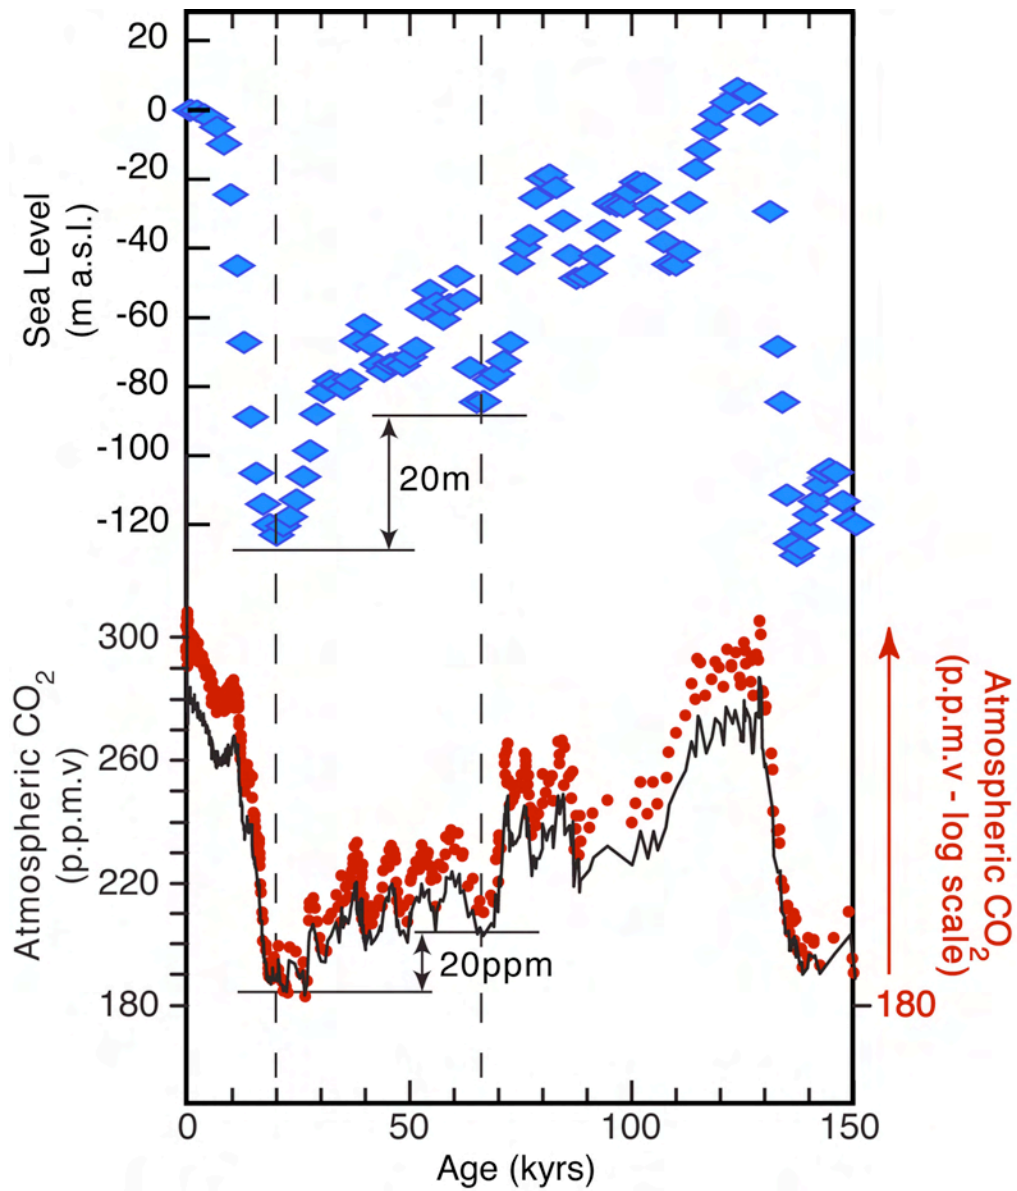 20
0
-20
-40
-60
-80
-100
-120
Sea Level
(m a.s.l.)
20m
300
260
220
180
Atmospheric CO2
(p.p.m.v)
20ppm
Atmospheric CO2
(p.p.m.v - log scale)
180
0
50
100
150
Age (kyrs)